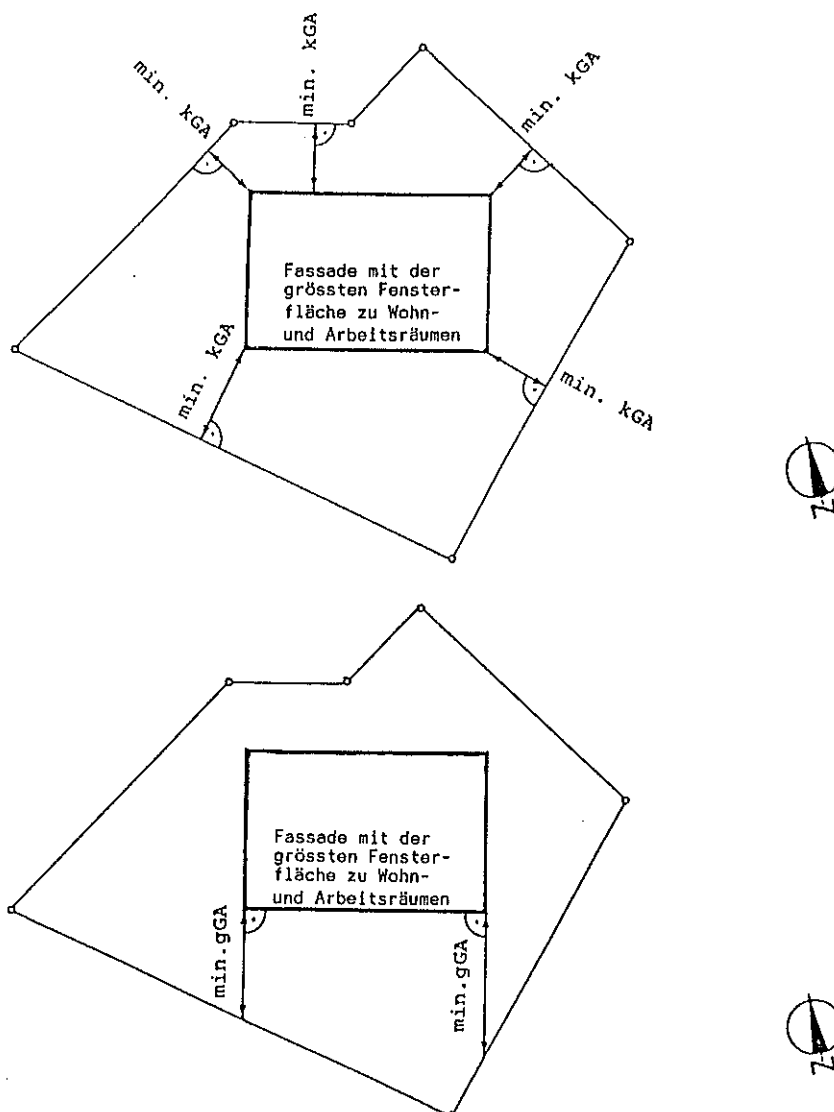 min. kGA
min. kGA
min. kGA
Fassade mit der
grössten Fenster-
fläche zu Wohn-
und Arbeitsräumen
min. kGA
min. kGA
N
Fassade mit der
grössten Fenster-
fläche zu Wohn-
und Arbeitsräumen
min.gGA
min.gGA
N